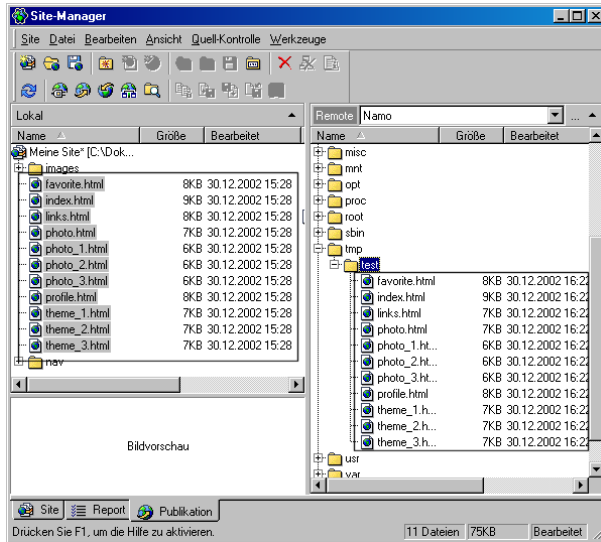 Site-Manager
Site Datei Bearbeiten Ansicht Quell-Kontrolle Werkzeuge
Lokal
Name Größe Bearbeitet
Meine Site* [C:\Dok...
images
favorite.html 8KB 30.12.2002 15:28
index.html 9KB 30.12.2002 15:28
links.html 8KB 30.12.2002 15:28
photo.html 7KB 30.12.2002 15:28
photo_1.html 6KB 30.12.2002 15:28
photo_2.html 6KB 30.12.2002 15:28
photo_3.html 6KB 30.12.2002 15:28
profile.html 8KB 30.12.2002 15:28
theme_1.html 7KB 30.12.2002 15:28
theme_2.html 7KB 30.12.2002 15:28
theme_3.html 7KB 30.12.2002 15:28
nav
Bildvorschau
Remote Namo ...
Name Größe Bearbeitet
misc
mnt
opt
proc
root
sbin
tmp
test
favorite.html 8KB 30.12.2002 16:22
index.html 9KB 30.12.2002 16:22
links.html 7KB 30.12.2002 16:22
photo.html 7KB 30.12.2002 16:22
photo_1.ht... 6KB 30.12.2002 16:22
photo_2.ht... 6KB 30.12.2002 16:22
photo_3.ht... 6KB 30.12.2002 16:22
profile.html 8KB 30.12.2002 16:22
theme_1.h... 7KB 30.12.2002 16:22
theme_2.h... 7KB 30.12.2002 16:22
theme_3.h... 7KB 30.12.2002 16:22
usr
var
Site Report Publikation
Drücken Sie F1, um die Hilfe zu aktivieren. 11 Dateien 75KB Bearbeitet